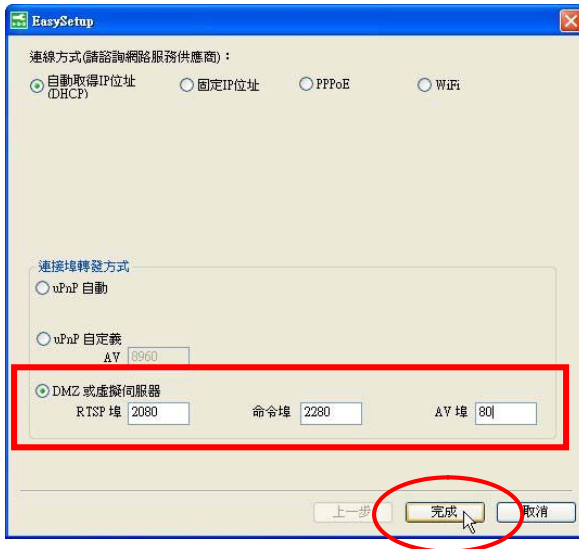 EasySetup
連線方式(請諮詢網路服務供應商)：
自動取得IP位址 固定IP位址 PPPoE WiFi
(DHCP)
連接埠轉發方式
uPnP 自動
uPnP 自定義
AV 8960
DMZ 或虛擬伺服器
RTSP 埠 2080 命令埠 2280 AV 埠 80
上一步 完成 取消